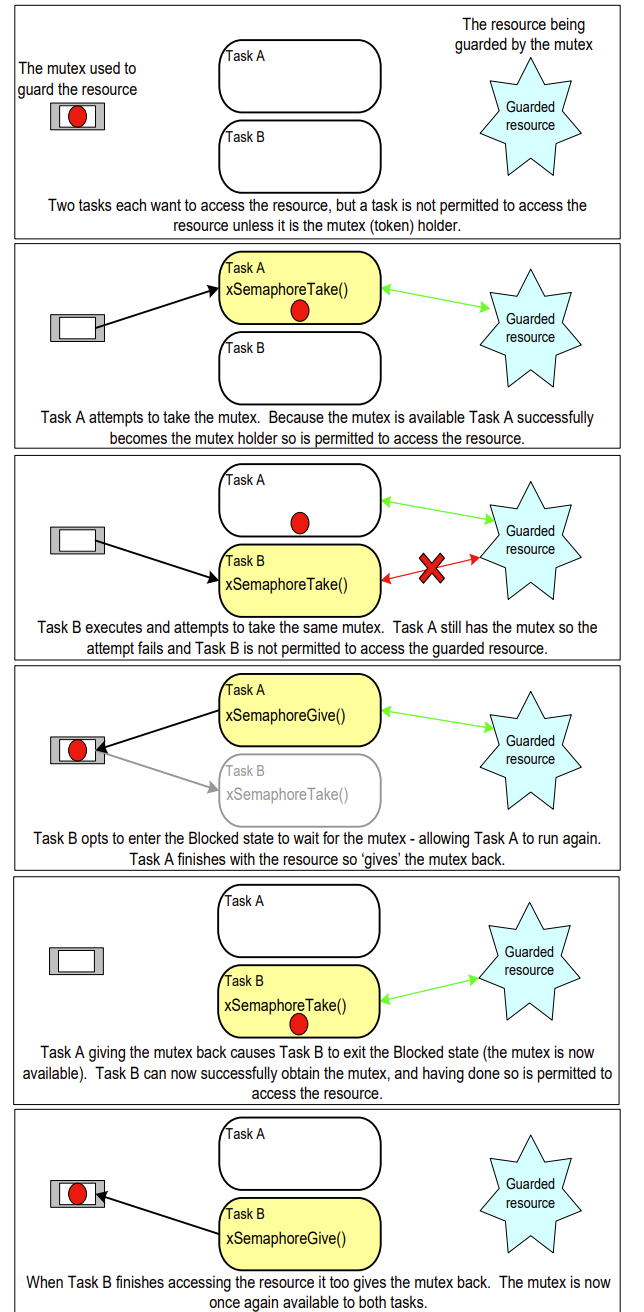 The resource being
guarded by the mutex
The mutex used to
guard the resource
Task A
Task B
Guarded
resource
Two tasks each want to access the resource, but a task is not permitted to access the
resource unless it is the mutex (token) holder.
Task A
xSemaphoreTake()
Task B
Guarded
resource
Task A attempts to take the mutex.  Because the mutex is available Task A successfully
becomes the mutex holder so is permitted to access the resource.
Task A
Task B
xSemaphoreTake()
Guarded
resource
Task B executes and attempts to take the same mutex.  Task A still has the mutex so the
attempt fails and Task B is not permitted to access the guarded resource.
Task A
xSemaphoreGive()
Task B
xSemaphoreTake()
Guarded
resource
Task B opts to enter the Blocked state to wait for the mutex - allowing Task A to run again.
Task A finishes with the resource so ‘gives’ the mutex back.
Task A
Task B
xSemaphoreTake()
Guarded
resource
Task A giving the mutex back causes Task B to exit the Blocked state (the mutex is now
available).  Task B can now successfully obtain the mutex, and having done so is permitted to
access the resource.
Task A
Task B
xSemaphoreGive()
Guarded
resource
When Task B finishes accessing the resource it too gives the mutex back.  The mutex is now
once again available to both tasks.